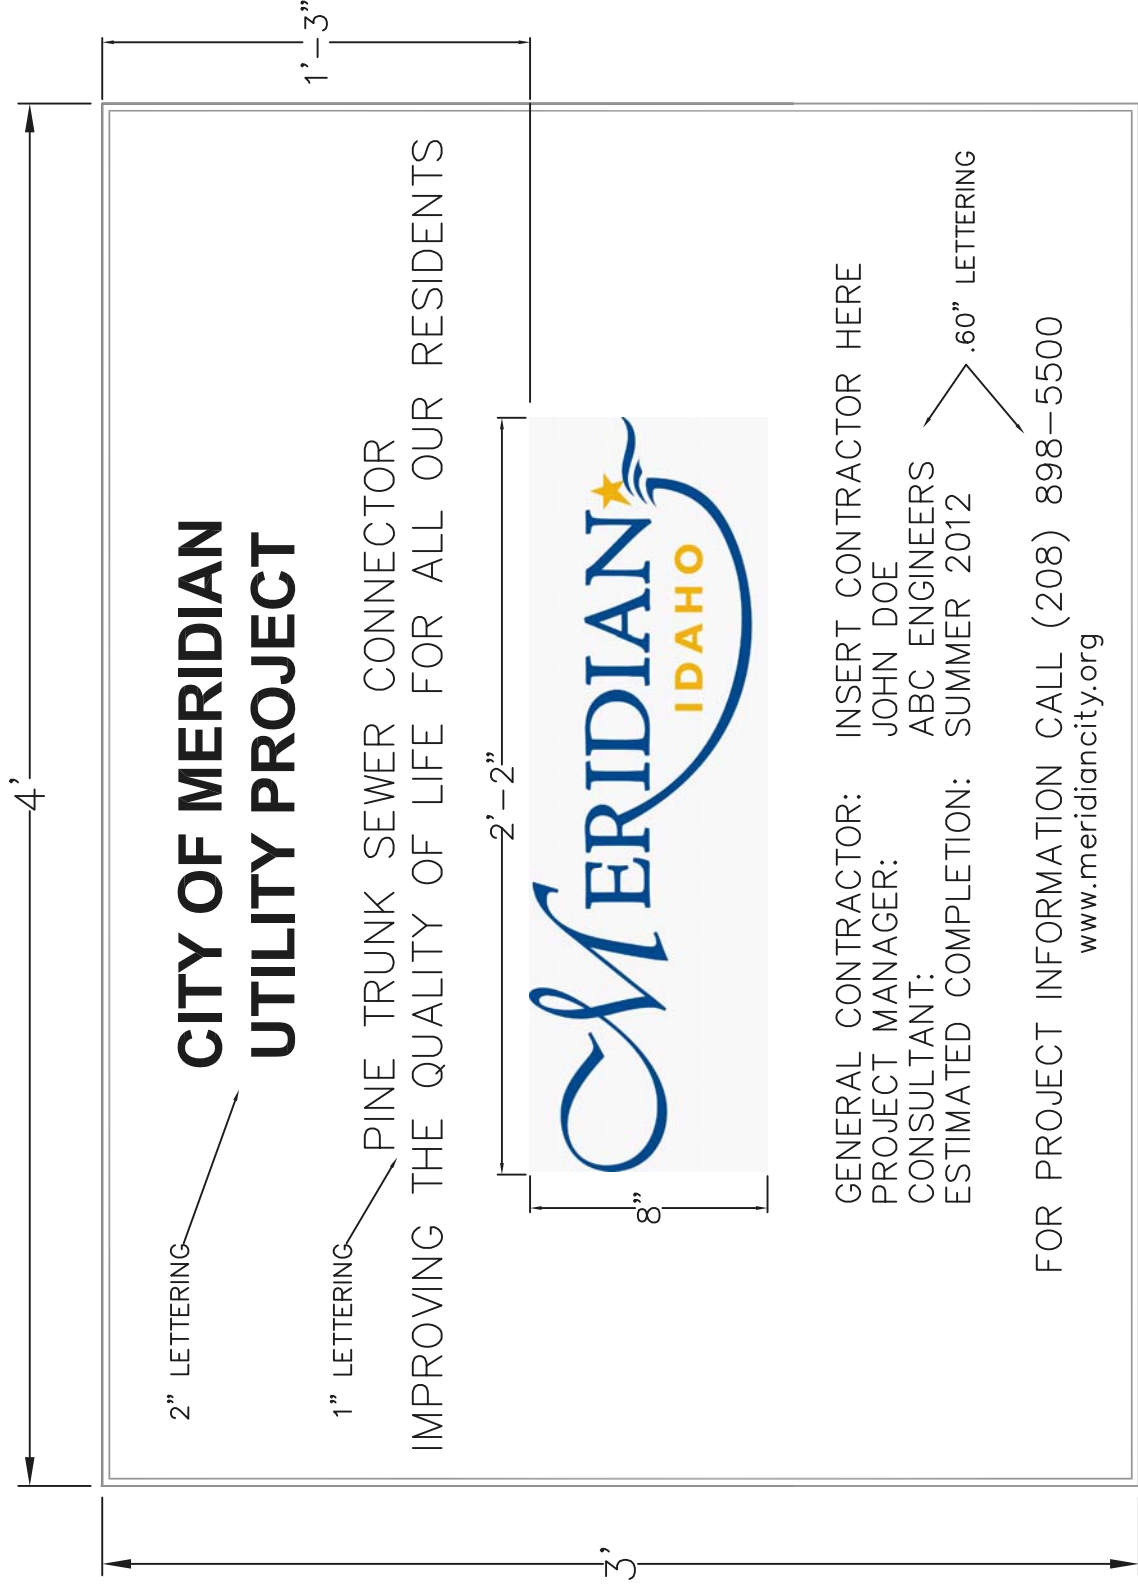 4'
1'-3"
2" LETTERING
CITY OF MERIDIAN
UTILITY PROJECT
1" LETTERING
PINE TRUNK SEWER CONNECTOR
IMPROVING THE QUALITY OF LIFE FOR ALL OUR RESIDENTS
2'-2"
8"
MERIDIAN
IDAHO
3'
GENERAL CONTRACTOR: INSERT CONTRACTOR HERE
PROJECT MANAGER: JOHN DOE
CONSULTANT: ABC ENGINEERS
ESTIMATED COMPLETION: SUMMER 2012
.60" LETTERING
FOR PROJECT INFORMATION CALL (208) 898-5500
www.meridiancity.org